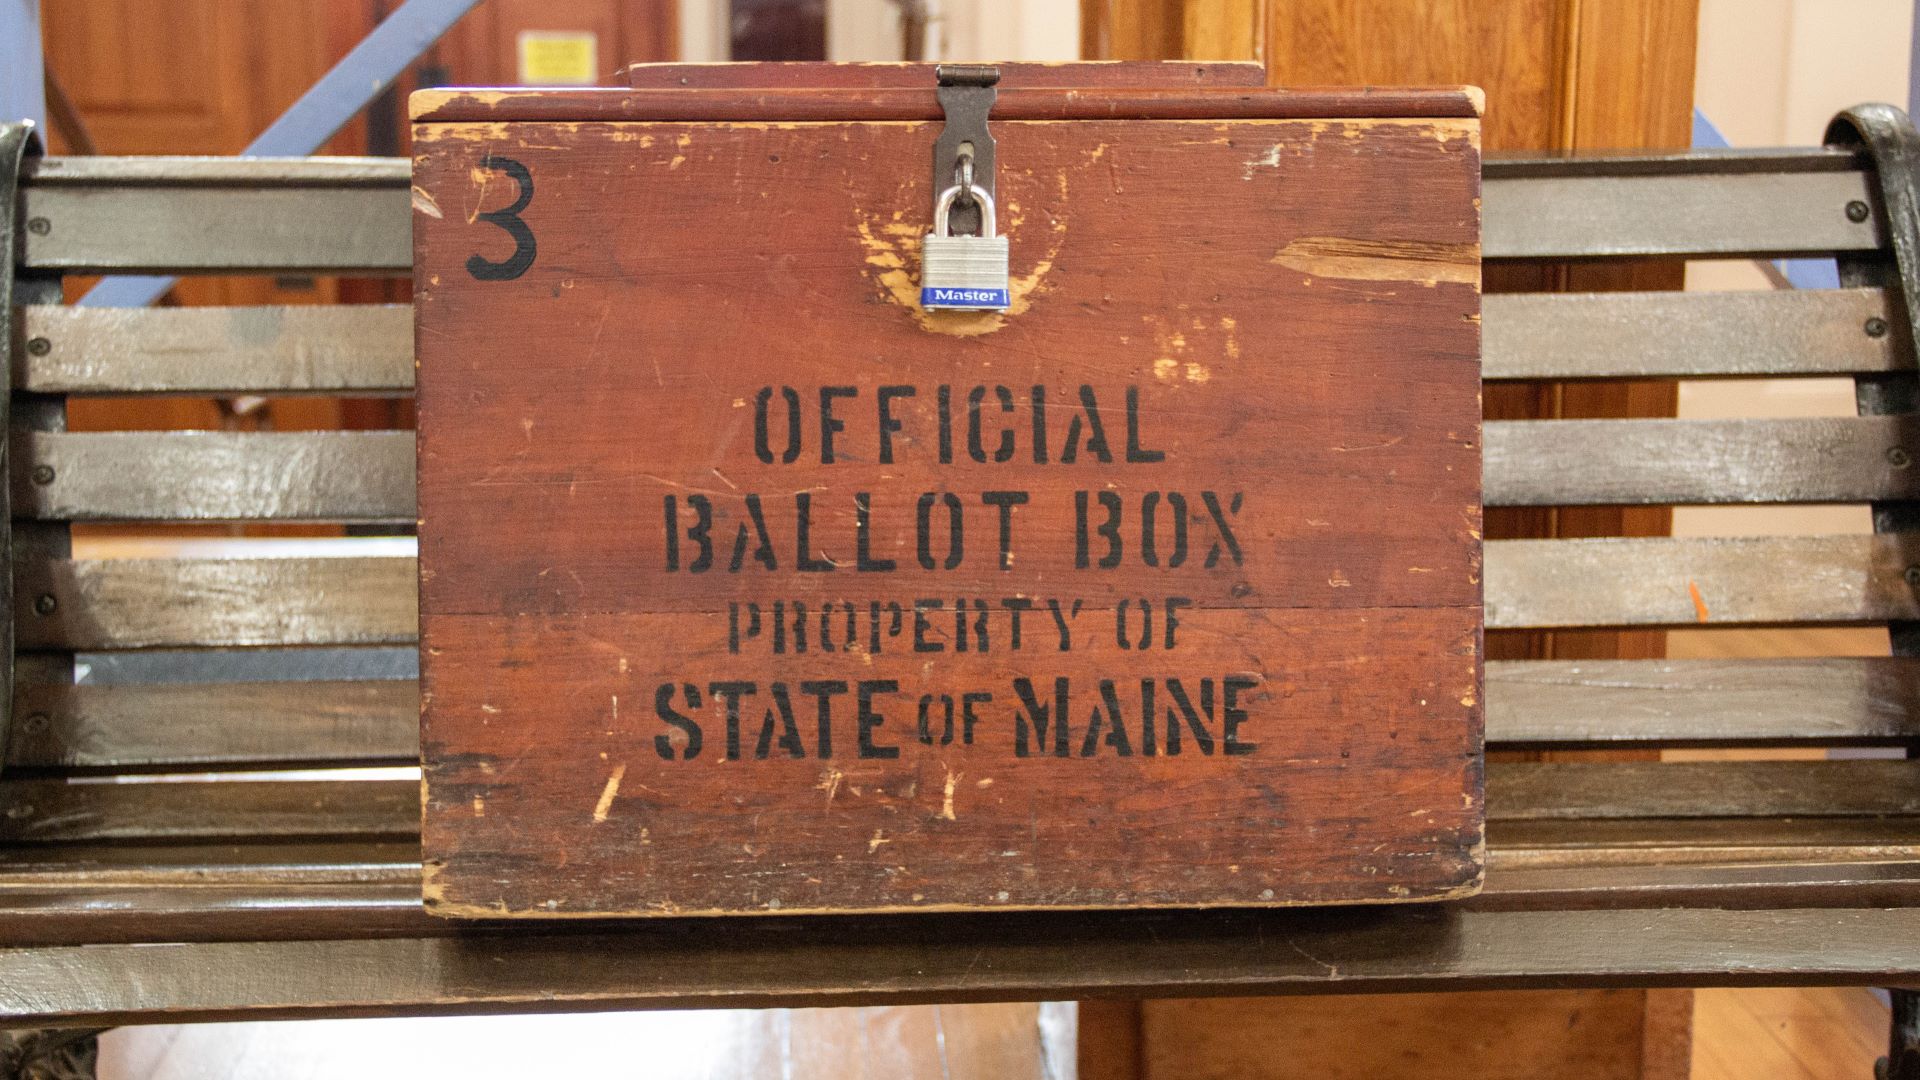 3
Master
OFFICIAL
BALLOT BOX
PROPERTY OF
STATE OF MAINE